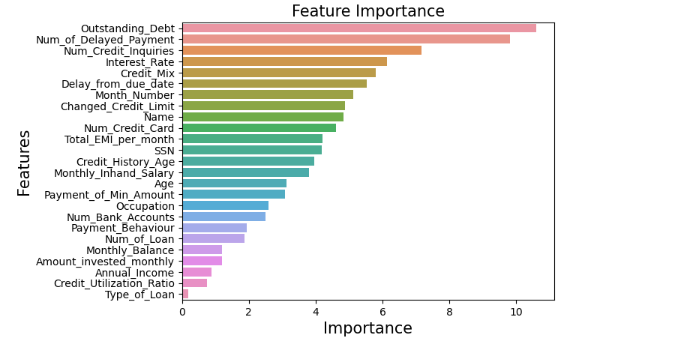 Feature Importance
Outstanding_Debt
Num_of_Delayed_Payment
Num_Credit_Inquiries
Interest_Rate
Credit_Mix
Delay_from_due_date
Month_Number
Changed_Credit_Limit
Name
Num_Credit_Card
Total_EMI_per_month
SSN
Credit_History_Age
Monthly_Inhand_Salary
Age
Payment_of_Min_Amount
Occupation
Num_Bank_Accounts
Payment_Behaviour
Num_of_Loan
Monthly_Balance
Amount_invested_monthly
Annual_Income
Credit_Utilization_Ratio
Type_of_Loan
Features
0 2 4 6 8 10
Importance